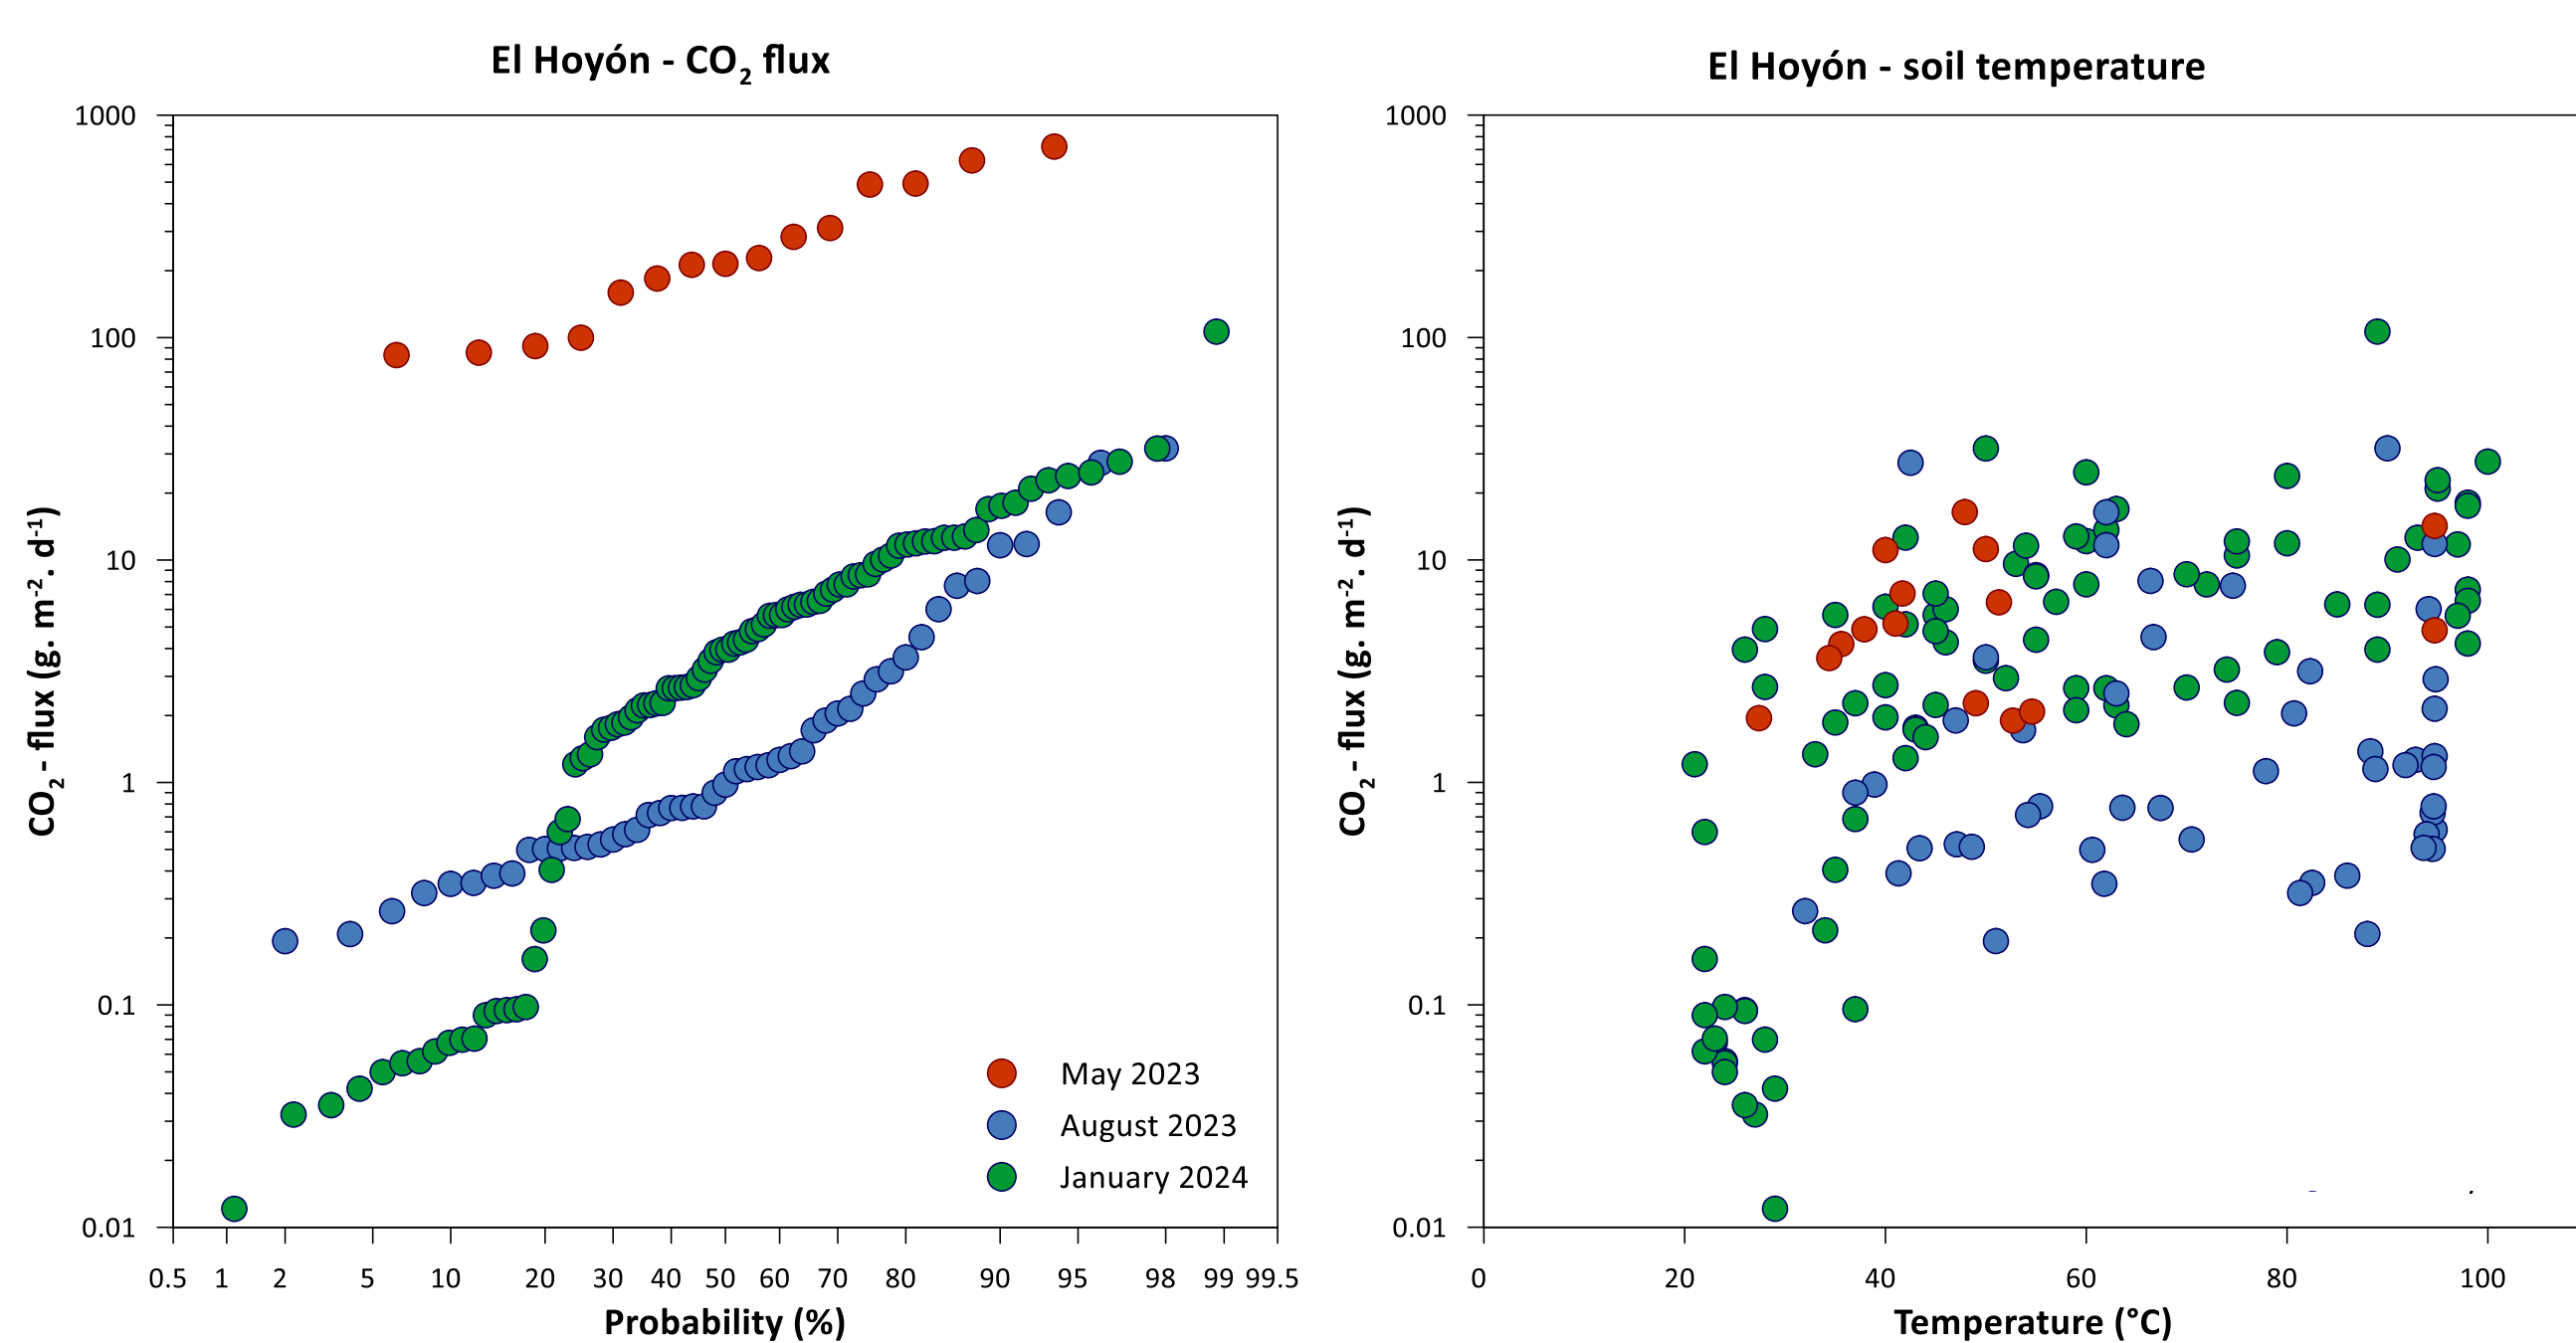 El Hoyón - CO2 flux
1000
100
10
1
0.1
0.01
CO2 - flux (g. m-2. d-1)
May 2023
August 2023
January 2024
0.5 1 2 5 10 20 30 40 50 60 70 80 90 95 98 99 99.5
Probability (%)
El Hoyón - soil temperature
1000
100
10
1
0.1
0.01
CO2 - flux (g. m-2. d-1)
0 20 40 60 80 100
Temperature (°C)